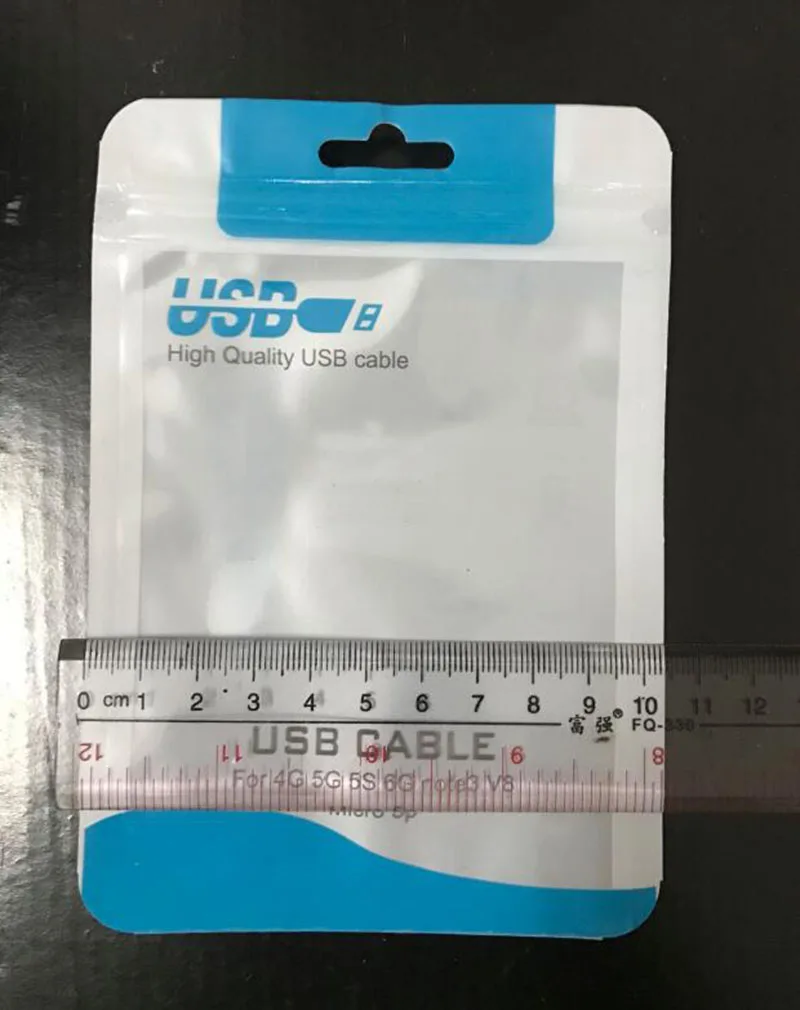 USB
High Quality USB cable
0 cm 1 2 3 4 5 6 7 8 9 10 11 12
富强® FQ-330
USB CABLE
12 11 10 9 8
For 4G 5G 5S 6G note3 V8
Micro 5p